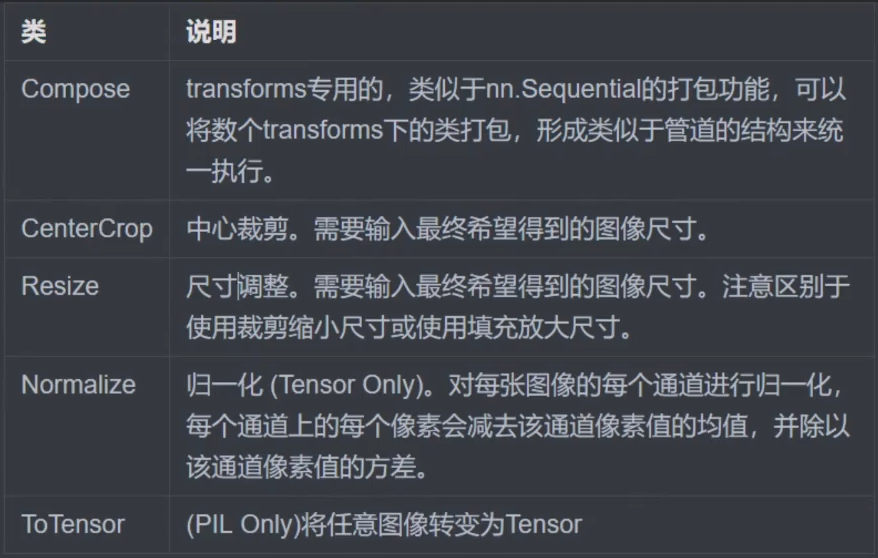 类 说明
Compose transforms专用的，类似于nn.Sequential的打包功能，可以
将数个transforms下的类打包，形成类似于管道的结构来统
一执行。
CenterCrop 中心裁剪。需要输入最终希望得到的图像尺寸。
Resize 尺寸调整。需要输入最终希望得到的图像尺寸。注意区别于
使用裁剪缩小尺寸或使用填充放大尺寸。
Normalize 归一化 (Tensor Only)。对每张图像的每个通道进行归一化，
每个通道上的每个像素会减去该通道像素值的均值，并除以
该通道像素值的方差。
ToTensor (PIL Only)将任意图像转变为Tensor